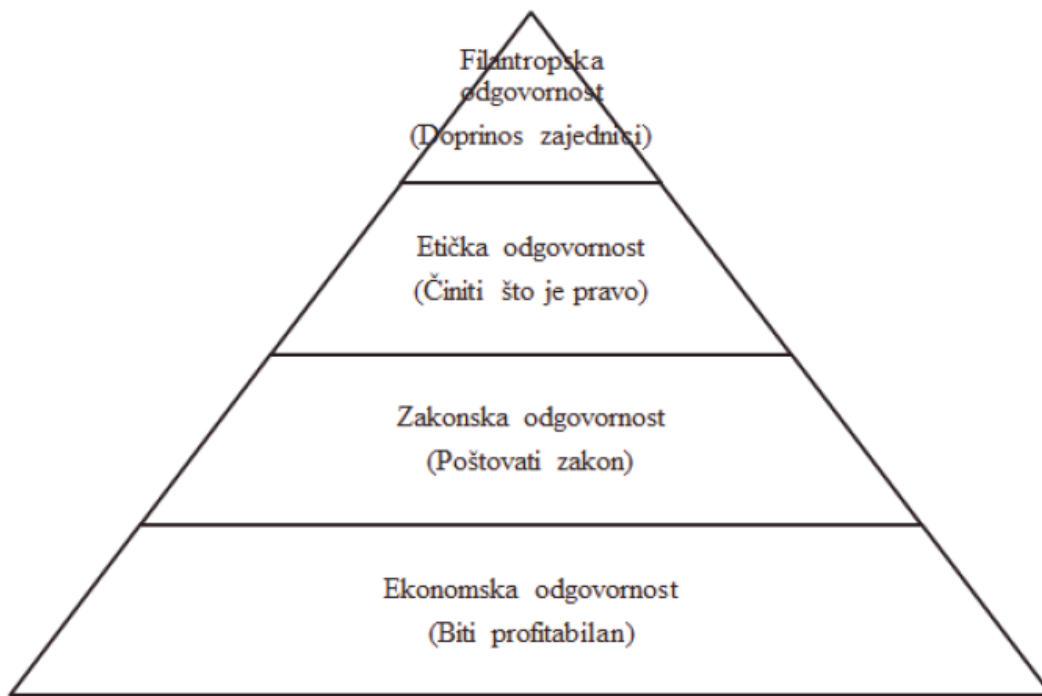 Filantropska
odgovornost
(Doprinos zajednici)
Etička odgovornost
(Činiti što je pravo)
Zakonska odgovornost
(Poštovati zakon)
Ekonomska odgovornost
(Biti profitabilan)